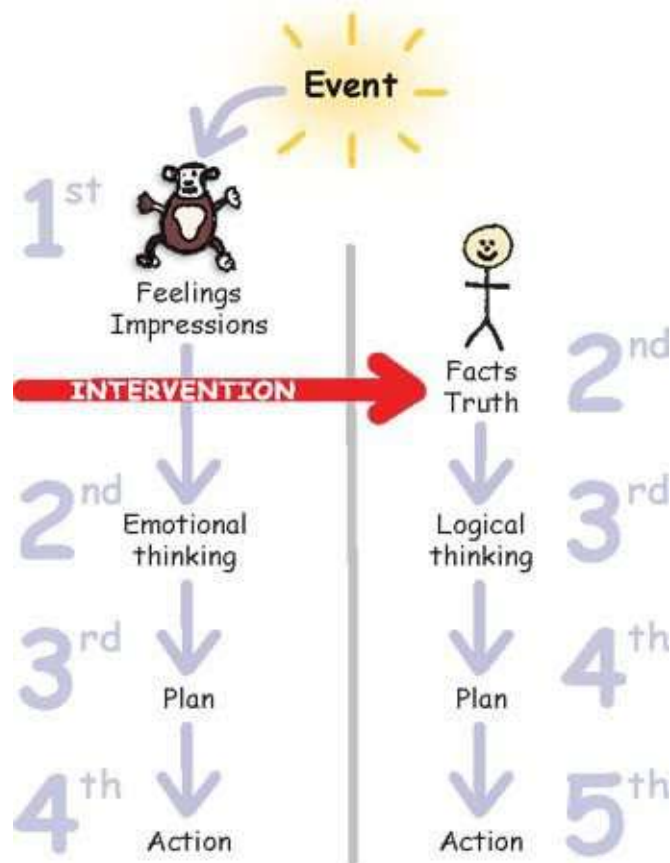 Event
1st
Feelings
Impressions
INTERVENTION
Facts
Truth
2nd
2nd
Emotional
thinking
Logical
thinking
3rd
3rd
Plan
Plan
4th
4th
Action
Action
5th